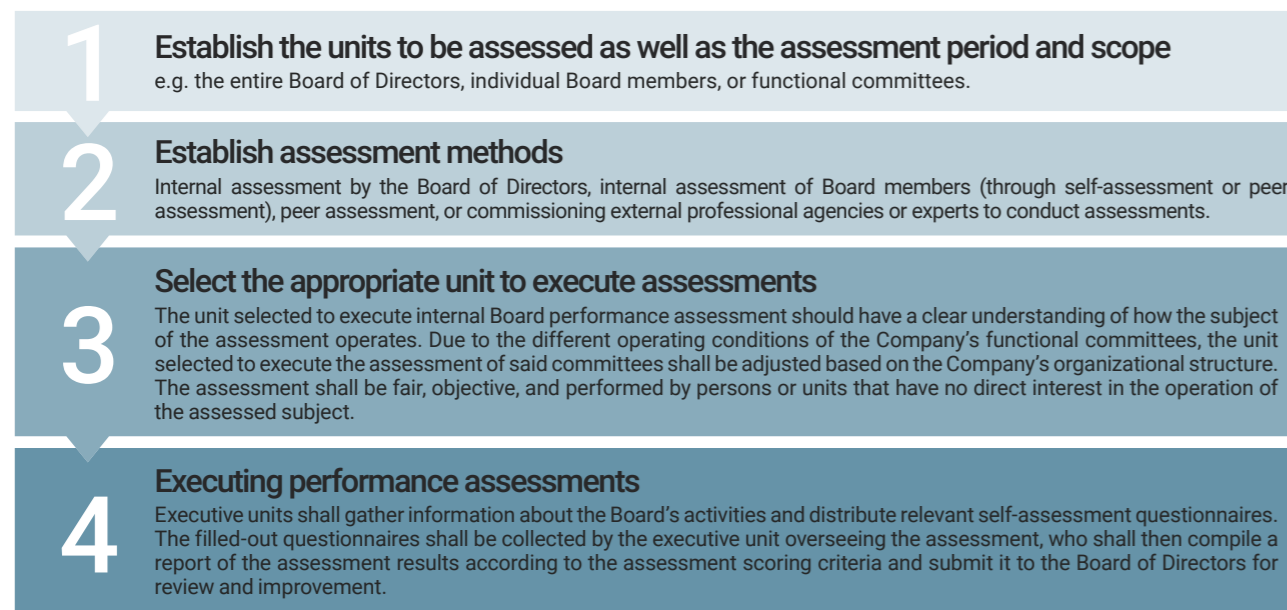 1
Establish the units to be assessed as well as the assessment period and scope
e.g. the entire Board of Directors, individual Board members, or functional committees.
2
Establish assessment methods
Internal assessment by the Board of Directors, internal assessment of Board members (through self-assessment or peer
assessment), peer assessment, or commissioning external professional agencies or experts to conduct assessments.
3
Select the appropriate unit to execute assessments
The unit selected to execute internal Board performance assessment should have a clear understanding of how the subject
of the assessment operates. Due to the different operating conditions of the Company's functional committees, the unit
selected to execute the assessment of said committees shall be adjusted based on the Company's organizational structure.
The assessment shall be fair, objective, and performed by persons or units that have no direct interest in the operation of
the assessed subject.
4
Executing performance assessments
Executive units shall gather information about the Board's activities and distribute relevant self-assessment questionnaires.
The filled-out questionnaires shall be collected by the executive unit overseeing the assessment, who shall then compile a
report of the assessment results according to the assessment scoring criteria and submit it to the Board of Directors for
review and improvement.